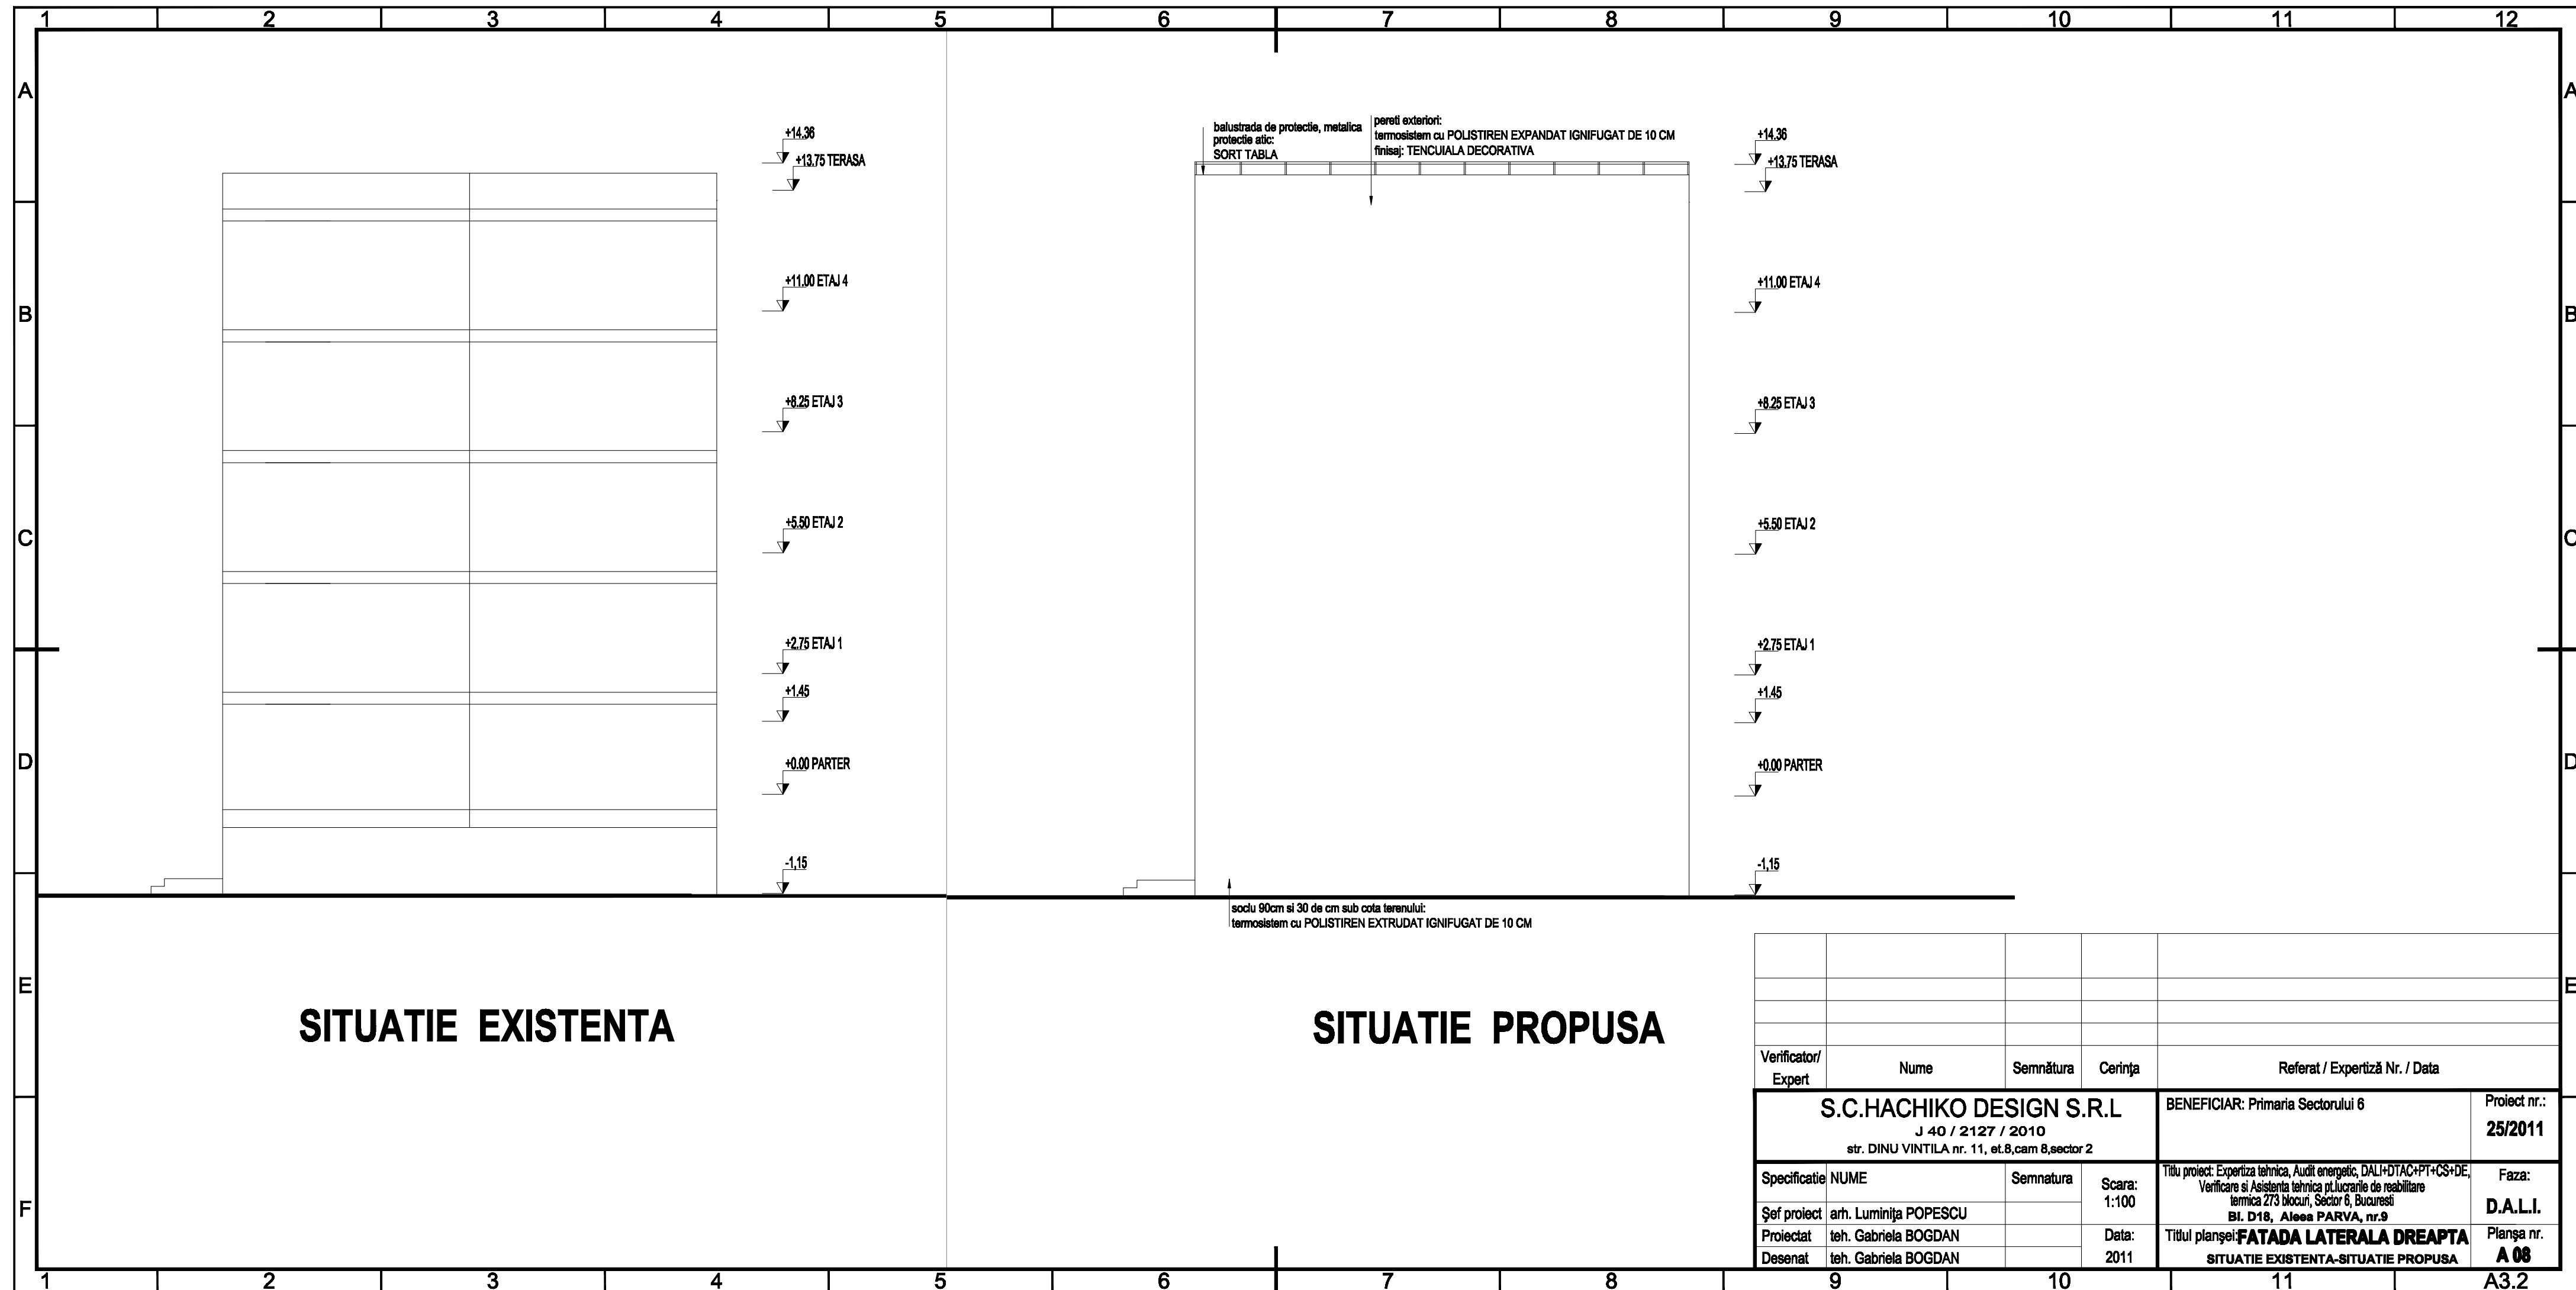 1 2 3 4 5 6 7 8 9 10 11 12
A A
B B
C C
D D
E E
F
+14.36
+13.75 TERASA
+11.00 ETAJ 4
+8.25 ETAJ 3
+5.50 ETAJ 2
+2.75 ETAJ 1
+1.45
+0.00 PARTER
-1,15
SITUATIE EXISTENTA
balustrada de protectie, metalica
protectie atic:
SORT TABLA
pereti exteriori:
termosistem cu POLISTIREN EXPANDAT IGNIFUGAT DE 10 CM
finisaj: TENCUIALA DECORATIVA
+14.36
+13.75 TERASA
+11.00 ETAJ 4
+8.25 ETAJ 3
+5.50 ETAJ 2
+2.75 ETAJ 1
+1.45
+0.00 PARTER
-1,15
soclu 90cm si 30 de cm sub cota terenului:
termosistem cu POLISTIREN EXTRUDAT IGNIFUGAT DE 10 CM
SITUATIE PROPUSA
Verificator/
Expert
Nume
Semnătura
Cerinţa
Referat / Expertiză Nr. / Data
S.C.HACHIKO DESIGN S.R.L
J 40 / 2127 / 2010
str. DINU VINTILA nr. 11, et.8,cam 8,sector 2
BENEFICIAR: Primaria Sectorului 6
Proiect nr.:
25/2011
Specificatie NUME Semnatura
Scara:
1:100
Titlu proiect: Expertiza tehnica, Audit energetic, DALI+DTAC+PT+CS+DE,
Verificare si Asistenta tehnica pt.lucrarile de reabilitare
termica 273 blocuri, Sector 6, Bucuresti
Bl. D18, Aleea PARVA, nr.9
Faza:
D.A.L.I.
Şef proiect arh. Luminiţa POPESCU
Proiectat teh. Gabriela BOGDAN
Desenat teh. Gabriela BOGDAN
Data:
2011
Titlul planşei:FATADA LATERALA DREAPTA
SITUATIE EXISTENTA-SITUATIE PROPUSA
Planşa nr.
A 08
1 2 3 4 5 6 7 8 9 10 11 A3.2